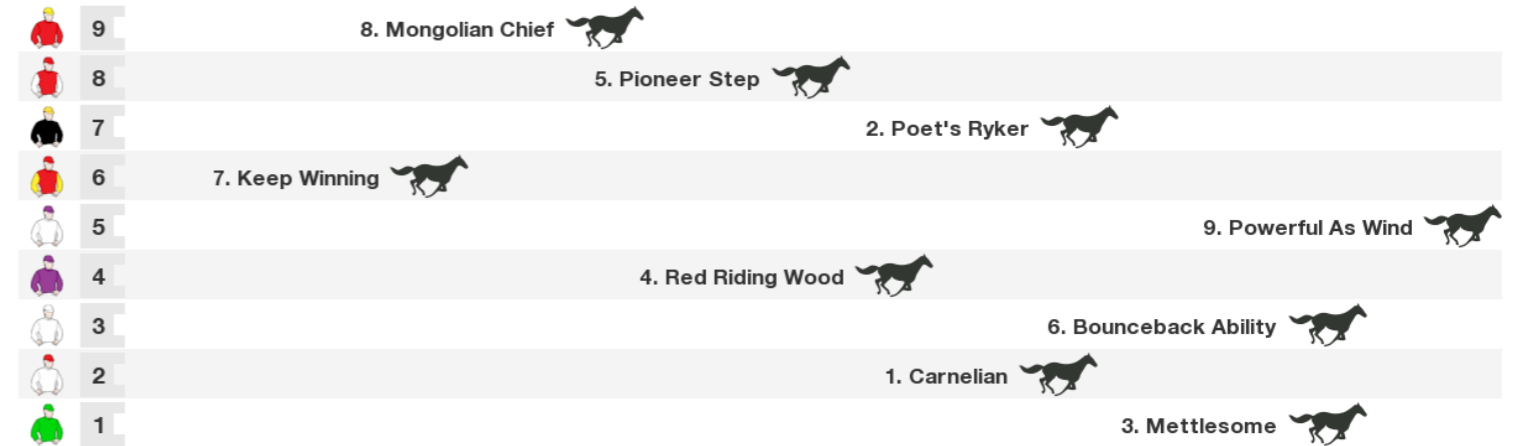 9 8. Mongolian Chief
8 5. Pioneer Step
7 2. Poet's Ryker
6 7. Keep Winning
5 9. Powerful As Wind
4 4. Red Riding Wood
3 6. Bounceback Ability
2 1. Carnelian
1 3. Mettlesome